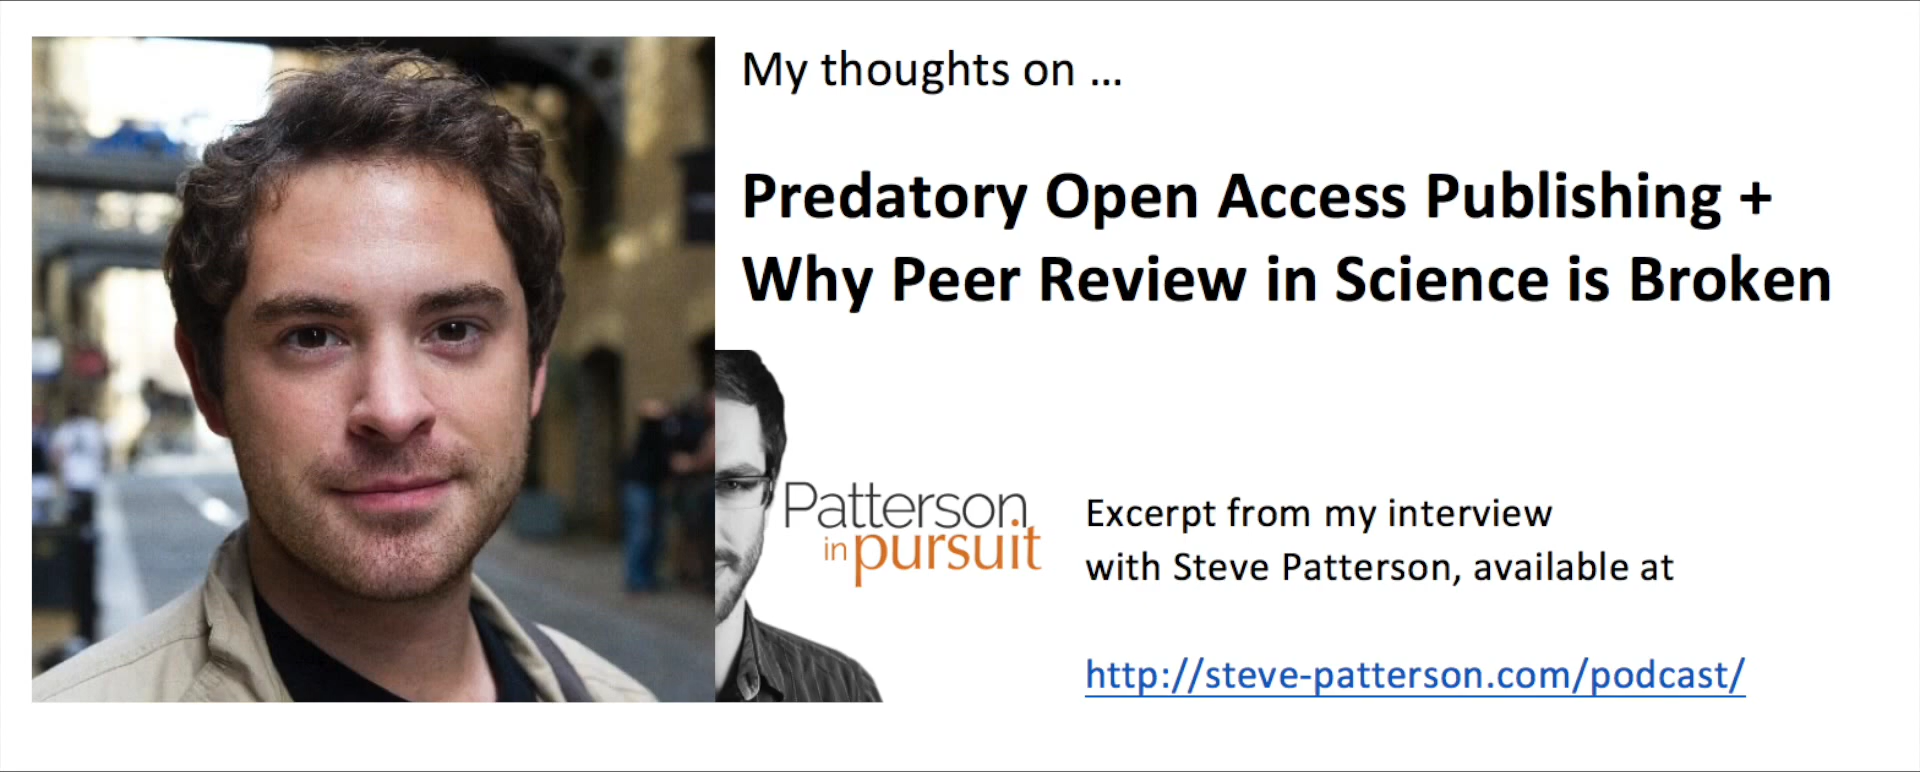 My thoughts on ...
Predatory Open Access Publishing +
Why Peer Review in Science is Broken
Patterson
in pursuit
Excerpt from my interview
with Steve Patterson, available at
http://steve-patterson.com/podcast/